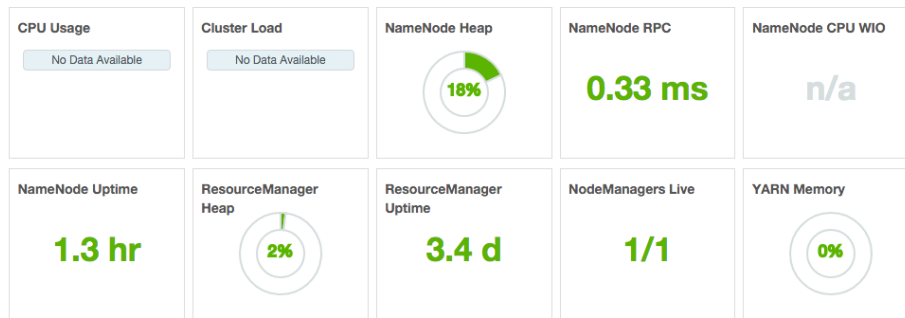 CPU Usage
No Data Available
Cluster Load
No Data Available
NameNode Heap
18%
NameNode RPC
0.33 ms
NameNode CPU WIO
n/a
NameNode Uptime
1.3 hr
ResourceManager
Heap
2%
ResourceManager
Uptime
3.4 d
NodeManagers Live
1/1
YARN Memory
0%